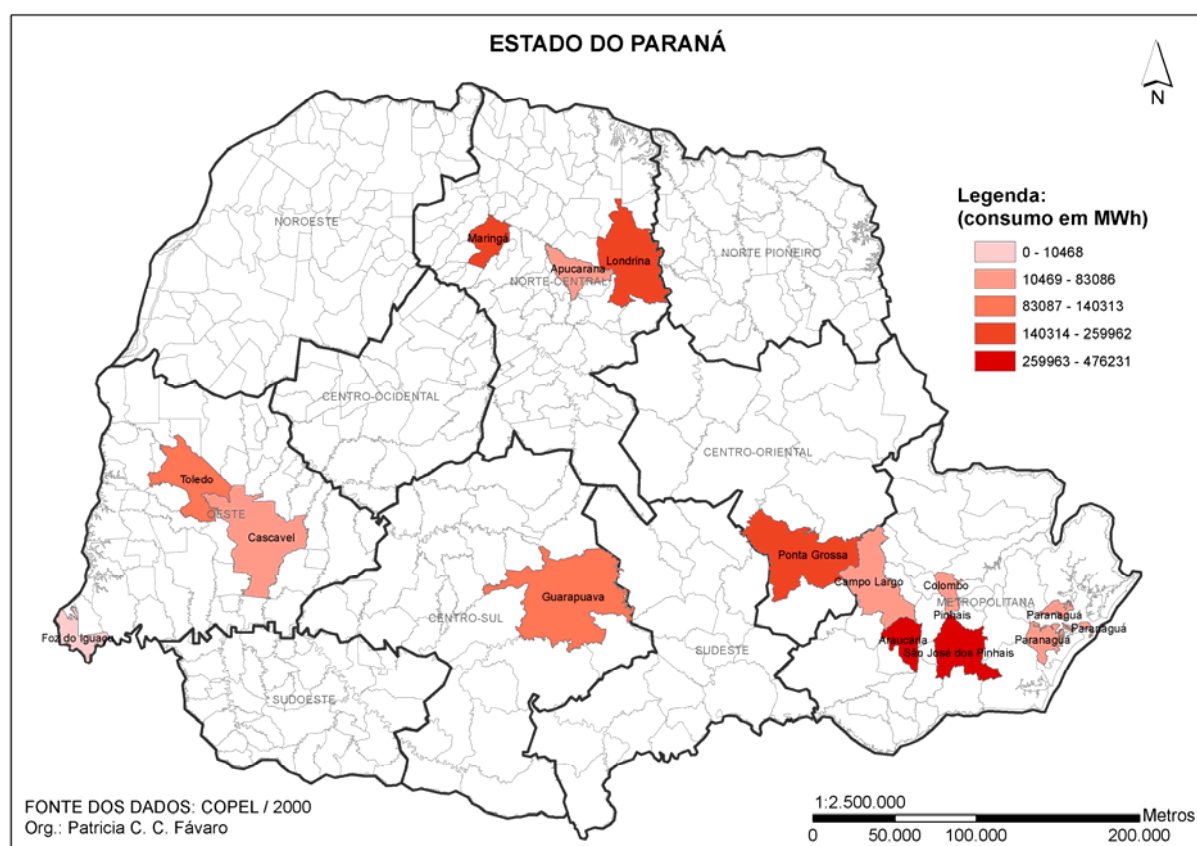 ESTADO DO PARANÁ
N
Legenda:
(consumo em MWh)
0 - 10468
10469 - 83086
83087 - 140313
140314 - 259962
259963 - 476231
NOROESTE
Maringá
Apucarana
Londrina
NORTE-CENTRAL
NORTE PIONEIRO
CENTRO-OCIDENTAL
CENTRO-ORIENTAL
Toledo
OESTE
Cascavel
Ponta Grossa
Campo Largo
Colombo
METROPOLITANA
Pinhais
Paranaguá
Paranaguá
Paranaguá
Guarapuava
CENTRO-SUL
Foz do Iguaçu
Araucária
São José dos Pinhais
SUDESTE
SUDOESTE
FONTE DOS DADOS: COPEL / 2000
Org.: Patricia C. C. Fávaro
1:2.500.000
Metros
0 50.000 100.000 200.000